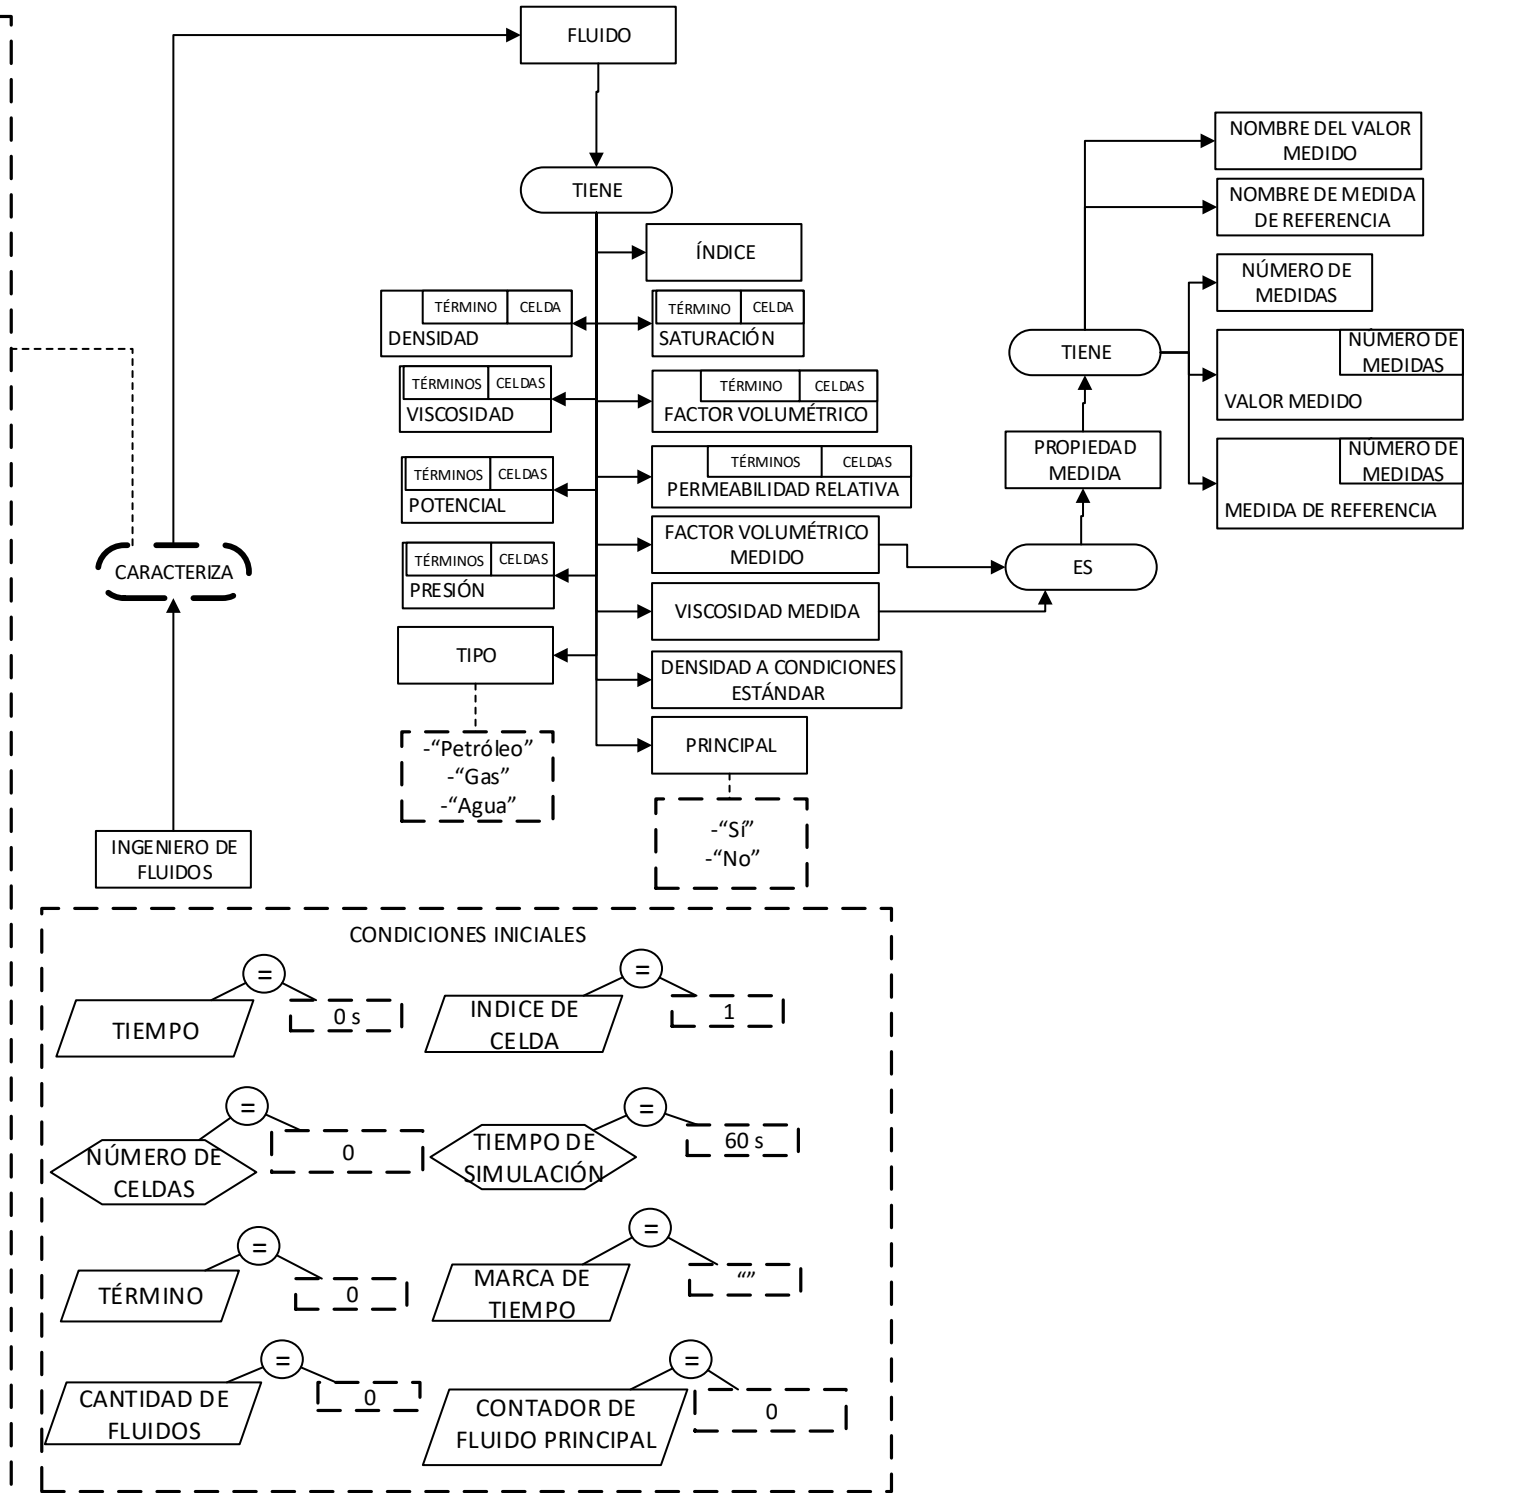 FLUIDO
TIENE
ÍNDICE
TÉRMINO CELDA
DENSIDAD
TÉRMINO CELDA
SATURACIÓN
TÉRMINOS CELDAS
VISCOSIDAD
TÉRMINO CELDAS
FACTOR VOLUMÉTRICO
TÉRMINOS CELDAS
POTENCIAL
TÉRMINOS CELDAS
PERMEABILIDAD RELATIVA
TÉRMINOS CELDAS
PRESIÓN
FACTOR VOLUMÉTRICO
MEDIDO
VISCOSIDAD MEDIDA
TIPO
DENSIDAD A CONDICIONES
ESTÁNDAR
PRINCIPAL
-“Petróleo”
-“Gas”
-“Agua”
-“Sí”
-“No”
NOMBRE DEL VALOR
MEDIDO
NOMBRE DE MEDIDA
DE REFERENCIA
NÚMERO DE
MEDIDAS
TIENE
NÚMERO DE
MEDIDAS
VALOR MEDIDO
PROPIEDAD
MEDIDA
NÚMERO DE
MEDIDAS
MEDIDA DE REFERENCIA
ES
CARACTERIZA
INGENIERO DE
FLUIDOS
CONDICIONES INICIALES
=
TIEMPO
0 s
=
INDICE DE
CELDA
1
=
NÚMERO DE
CELDAS
0
=
TIEMPO DE
SIMULACIÓN
60 s
=
TÉRMINO
0
=
MARCA DE
TIEMPO
“”
=
CANTIDAD DE
FLUIDOS
0
=
CONTADOR DE
FLUIDO PRINCIPAL
0